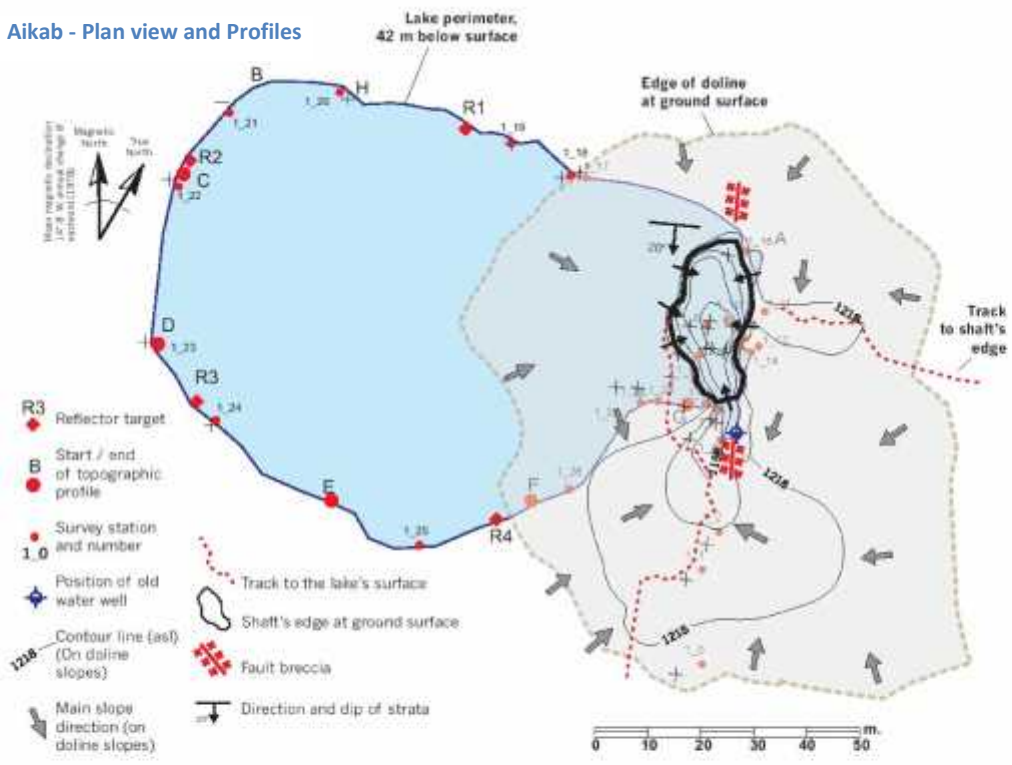 Aikab - Plan view and Profiles
Lake perimeter,
42 m below surface
Edge of doline
at ground surface
B
H
1_20
1_21
R1
1_19
1_18
Magnetic
North
True
North
R2
C
1_22
A
20°
1218
Track
to shaft's
edge
D
1_23
R3
1_24
R3
Reflector target
B
Start / end
of topographic
profile
1_0
Survey station
and number
Position of old
water well
1218
Contour line (asl)
(On doline
slopes)
Main slope
direction (on
doline slopes)
E
1_25
R4
F
1218
1215
Track to the lake's surface
Shaft's edge at ground surface
Fault breccia
20°
Direction and dip of strata
m.
0 10 20 30 40 50